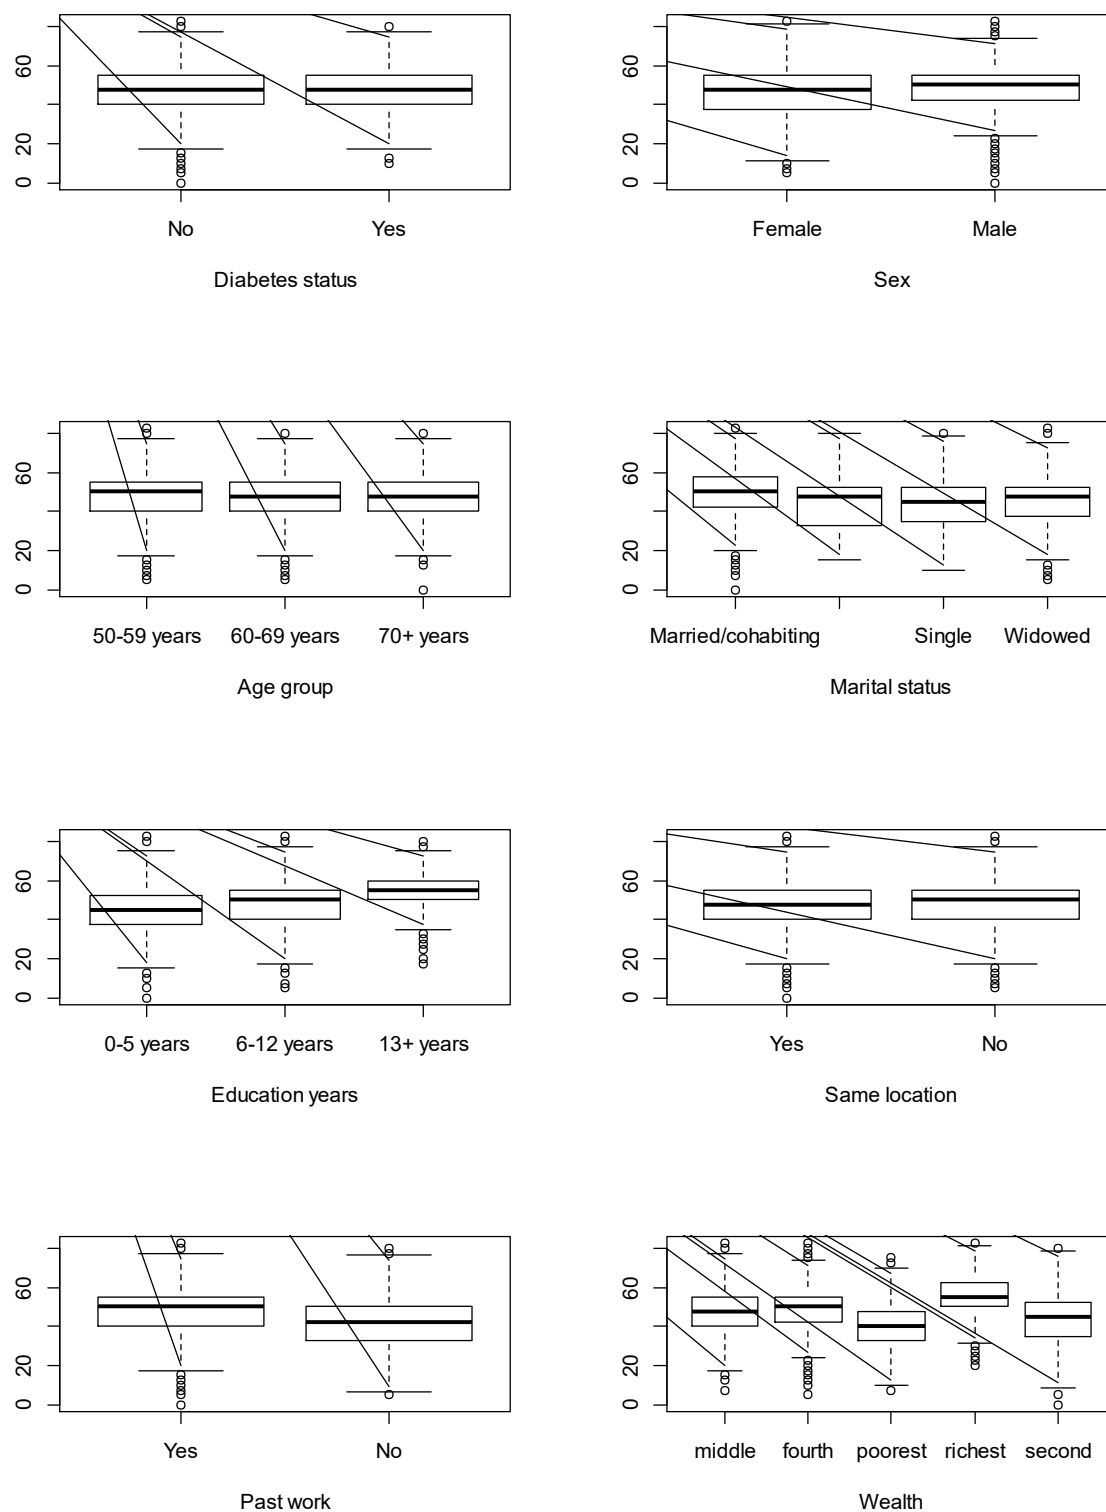 60
20
0
No Yes
Diabetes status
60
20
0
Female Male
Sex
60
20
0
50-59 years 60-69 years 70+ years
Age group
60
20
0
Married/cohabiting Single Widowed
Marital status
60
20
0
0-5 years 6-12 years 13+ years
Education years
60
20
0
Yes No
Same location
60
20
0
Yes No
Past work
60
20
0
middle fourth poorest richest second
Wealth